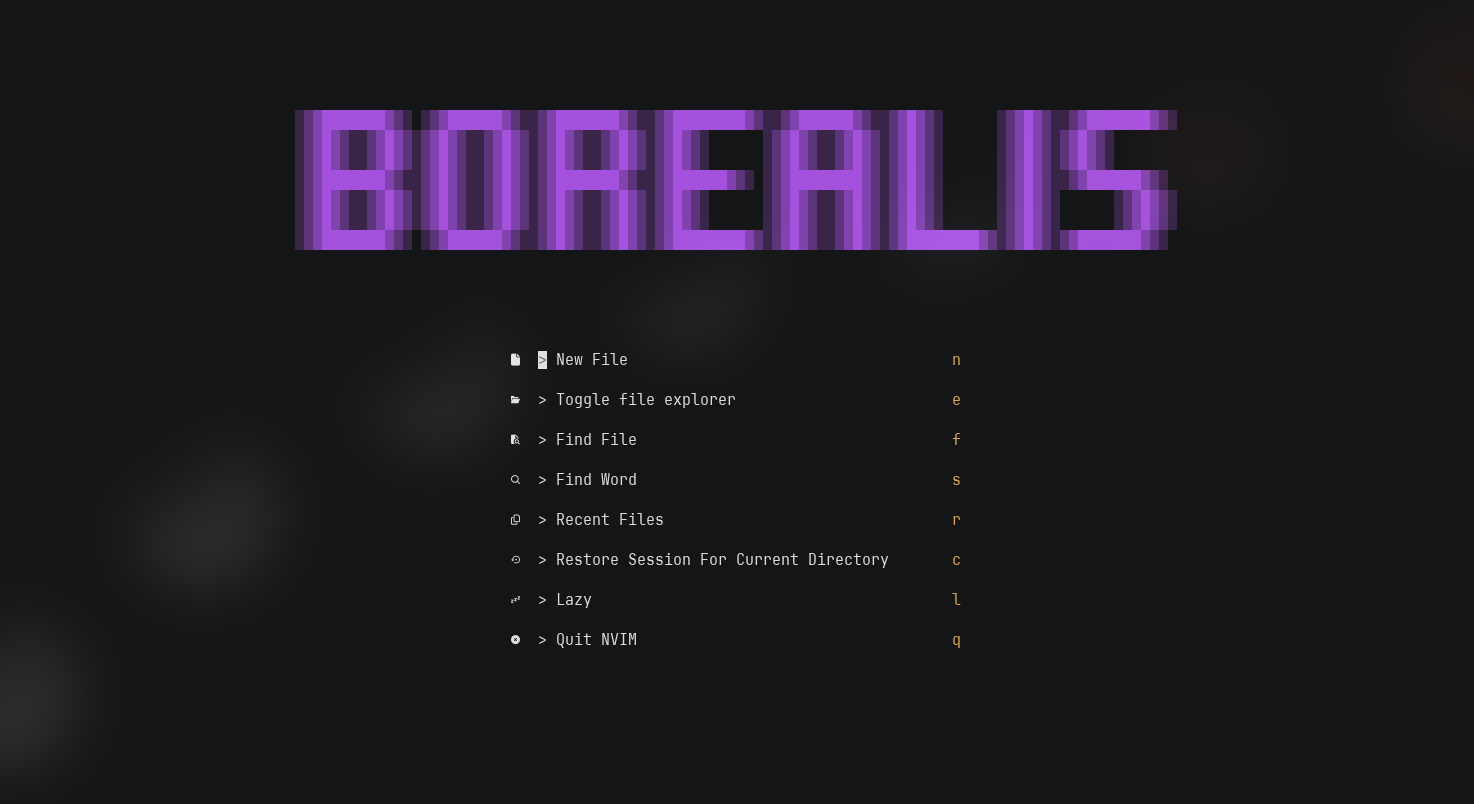 BOREALIS
> New File n
> Toggle file explorer e
> Find File f
> Find Word s
> Recent Files r
> Restore Session For Current Directory c
> Lazy l
> Quit NVIM q